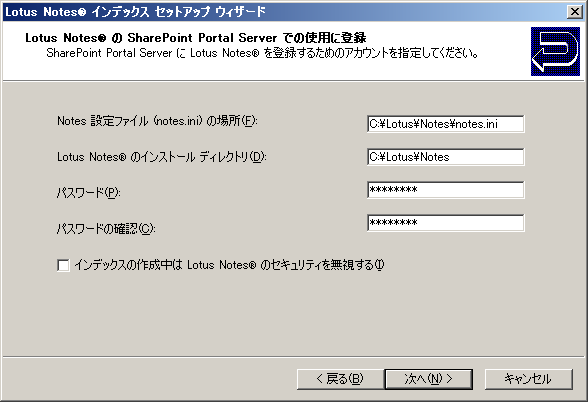 Lotus Notes® インデックス セットアップ ウィザード
Lotus Notes® の SharePoint Portal Server での使用に登録
SharePoint Portal Server に Lotus Notes® を登録するためのアカウントを指定してください。
Notes 設定ファイル (notes.ini) の場所(F):
C:¥Lotus¥Notes¥notes.ini
Lotus Notes® のインストール ディレクトリ(D):
C:¥Lotus¥Notes
パスワード(P):
********
パスワードの確認(C):
********
インデックスの作成中は Lotus Notes® のセキュリティを無視する(I)
< 戻る(B)
次へ(N) >
キャンセル